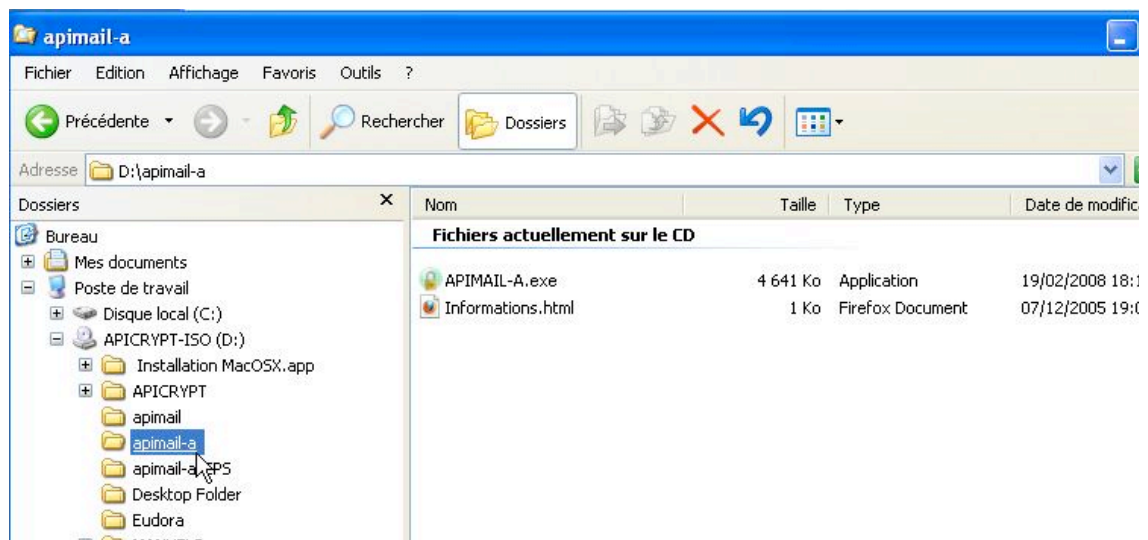 apimail-a
Fichier Edition Affichage Favoris Outils ?
Précédente Rechercher Dossiers
Adresse D:\apimail-a
Dossiers
Bureau
Mes documents
Poste de travail
Disque local (C:)
APICRYPT-ISO (D:)
Installation MacOSX.app
APICRYPT
apimail
apimail-a
Desktop Folder
Eudora
Nom Taille Type Date de modific
Fichiers actuellement sur le CD
APIMAIL-A.exe 4 641 Ko Application 19/02/2008 18:1
Informations.html 1 Ko Firefox Document 07/12/2005 19:0